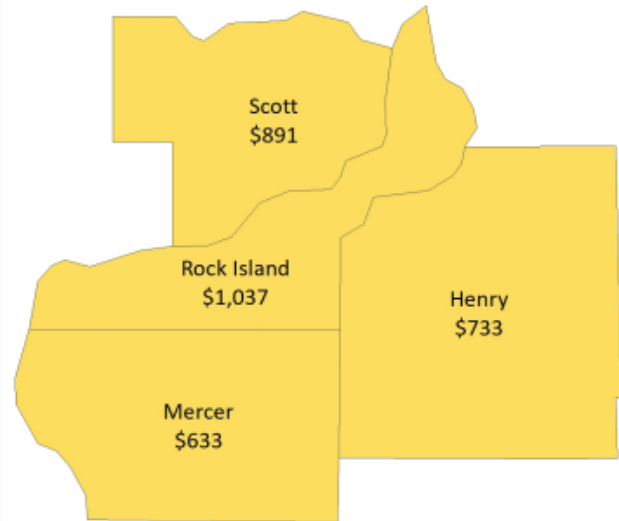 Scott
$891
Rock Island
$1,037
Henry
$733
Mercer
$633